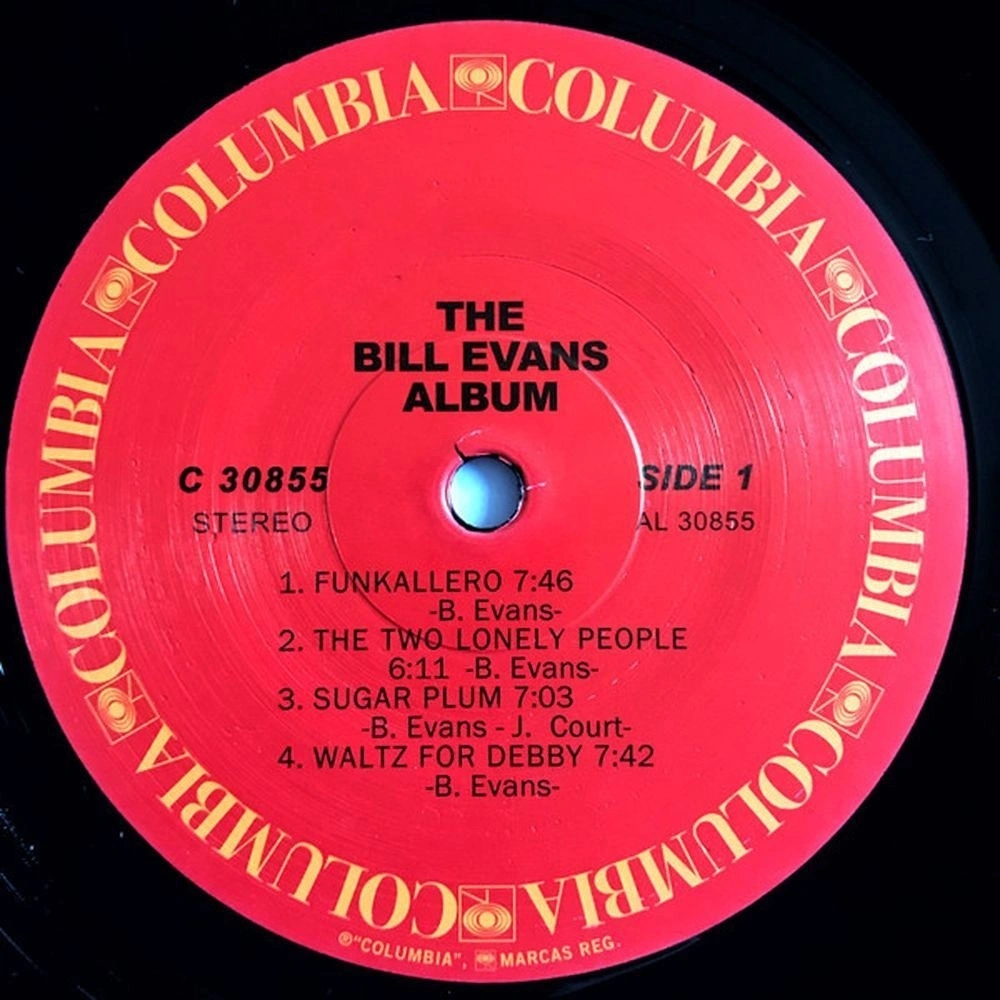 COLUMBIA COLUMBIA COLUMBIA COLUMBIA COLUMBIA COLUMBIA
THE
BILL EVANS
ALBUM
C 30855 SIDE 1
STEREO AL 30855
1. FUNKALLERO 7:46
-B. Evans-
2. THE TWO LONELY PEOPLE
6:11 -B. Evans-
3. SUGAR PLUM 7:03
-B. Evans - J. Court-
4. WALTZ FOR DEBBY 7:42
-B. Evans-
®"COLUMBIA", MARCAS REG.